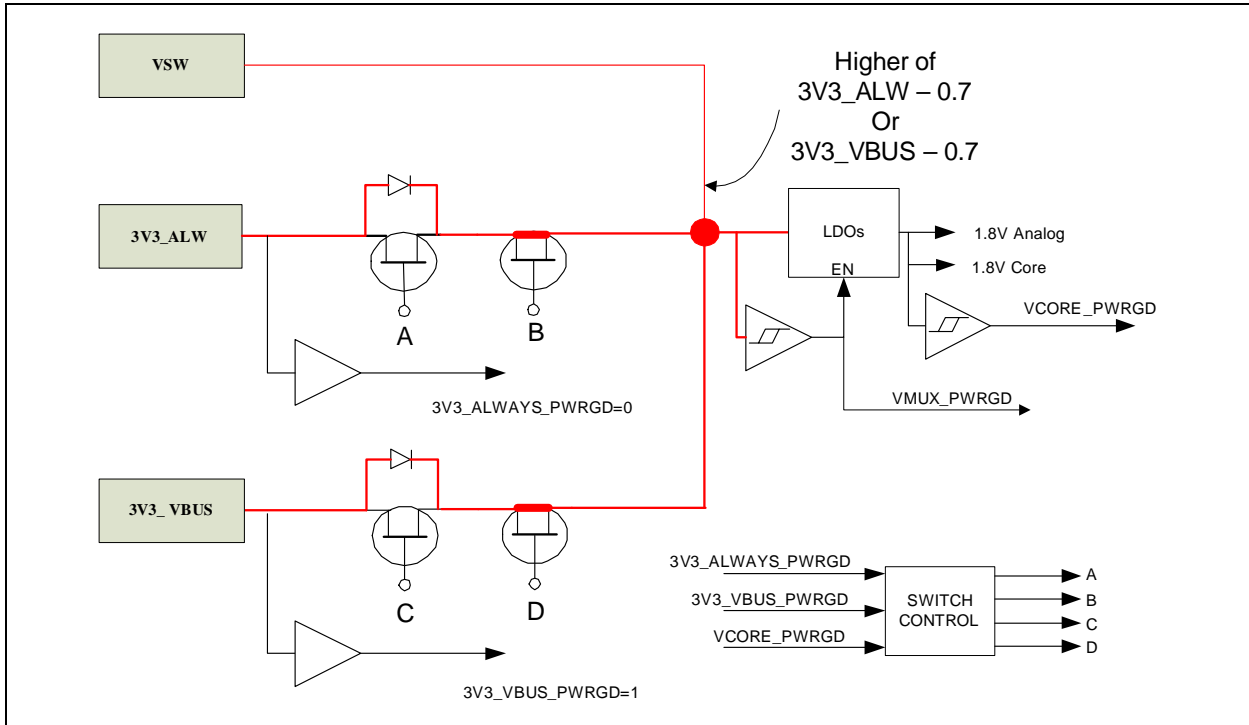 VSW
Higher of
3V3_ALW – 0.7
Or
3V3_VBUS – 0.7
3V3_ALW
LDOs
EN
1.8V Analog
1.8V Core
A
B
VCORE_PWRGD
3V3_ALWAYS_PWRGD=0
VMUX_PWRGD
3V3_ VBUS
C
D
3V3_VBUS_PWRGD=1
3V3_ALWAYS_PWRGD
3V3_VBUS_PWRGD
VCORE_PWRGD
SWITCH
CONTROL
A
B
C
D